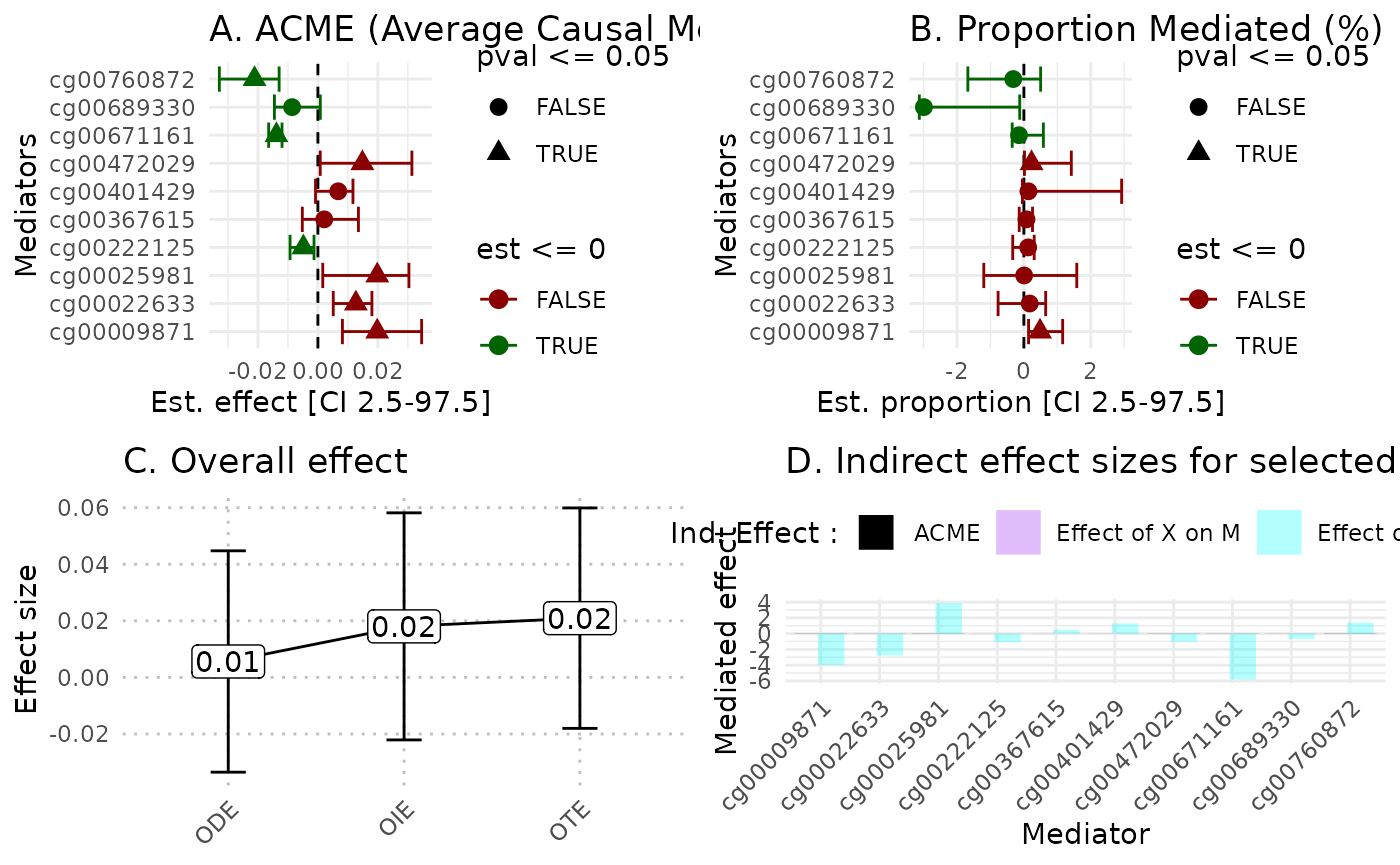 A. ACME (Average Causal M
pval <= 0.05
FALSE
TRUE
est <= 0
FALSE
TRUE
Mediators
cg00760872
cg00689330
cg00671161
cg00472029
cg00401429
cg00367615
cg00222125
cg00025981
cg00022633
cg00009871
-0.02 0.00 0.02
Est. effect [CI 2.5-97.5]
B. Proportion Mediated (%)
pval <= 0.05
FALSE
TRUE
est <= 0
FALSE
TRUE
Mediators
cg00760872
cg00689330
cg00671161
cg00472029
cg00401429
cg00367615
cg00222125
cg00025981
cg00022633
cg00009871
-2 0 2
Est. proportion [CI 2.5-97.5]
C. Overall effect
Effect size
0.06
0.04
0.02
0.00
-0.02
0.01
0.02
0.02
ODE
OIE
OTE
D. Indirect effect sizes for selected
Ind. Effect :
ACME
Effect of X on M
Effect
Mediated effect
4
2
0
-2
-4
-6
cg00009871
cg00022633
cg00025981
cg00222125
cg00367615
cg00401429
cg00472029
cg00671161
cg00689330
cg00760872
Mediator